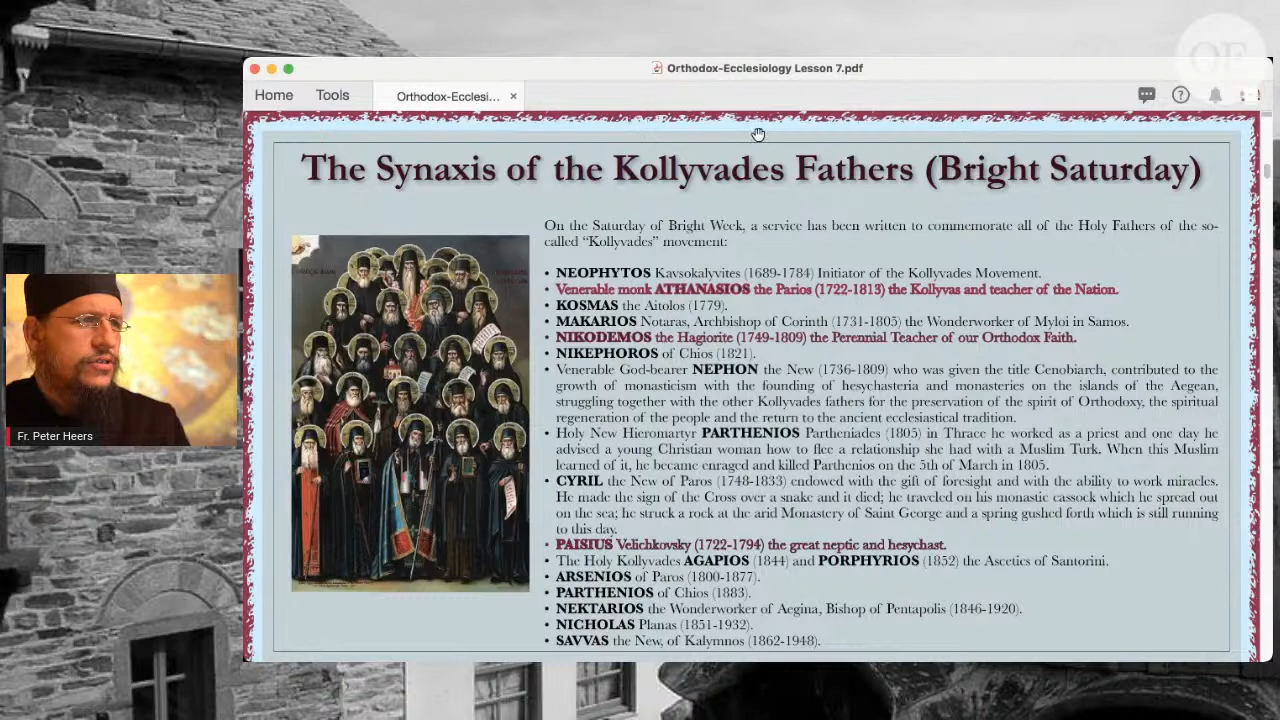 OE
Orthodox-Ecclesiology Lesson 7.pdf
Home
Tools
Orthodox-Ecclesi...
The Synaxis of the Kollyvades Fathers (Bright Saturday)
On the Saturday of Bright Week, a service has been written to commemorate all of the Holy Fathers of the so-
called “Kollyvades” movement:
• NEOPHYTOS Kavsokalyvites (1689-1784) Initiator of the Kollyvades Movement.
• Venerable monk ATHANASIOS the Parios (1722-1813) the Kollyvas and teacher of the Nation.
• KOSMAS the Aitolos (1779).
• MAKARIOS Notaras, Archbishop of Corinth (1731-1805) the Wonderworker of Myloi in Samos.
• NIKODEMOS the Hagiorite (1749-1809) the Perennial Teacher of our Orthodox Faith.
• NIKEPHOROS of Chios (1821).
• Venerable God-bearer NEPHON the New (1736-1809) who was given the title Cenobiarch, contributed to the
growth of monasticism with the founding of hesychasteria and monasteries on the islands of the Aegean,
struggling together with the other Kollyvades fathers for the preservation of the spirit of Orthodoxy, the spiritual
regeneration of the people and the return to the ancient ecclesiastical tradition.
• Holy New Hieromartyr PARTHENIOS Partheniades (1805) in Thrace he worked as a priest and one day he
advised a young Christian woman how to flee a relationship she had with a Muslim Turk. When this Muslim
learned of it, he became enraged and killed Parthenios on the 5th of March in 1805.
• CYRIL the New of Paros (1748-1833) endowed with the gift of foresight and with the ability to work miracles.
He made the sign of the Cross over a snake and it died; he traveled on his monastic cassock which he spread out
on the sea; he struck a rock at the arid Monastery of Saint George and a spring gushed forth which is still running
to this day.
• PAISIUS Velichkovsky (1722-1794) the great neptic and hesychast.
• The Holy Kollyvades AGAPIOS (1844) and PORPHYRIOS (1852) the Ascetics of Santorini.
• ARSENIOS of Paros (1800-1877).
• PARTHENIOS of Chios (1883).
• NEKTARIOS the Wonderworker of Aegina, Bishop of Pentapolis (1846-1920).
• NICHOLAS Planas (1851-1932).
• SAVVAS the New, of Kalymnos (1862-1948).
Fr. Peter Heers